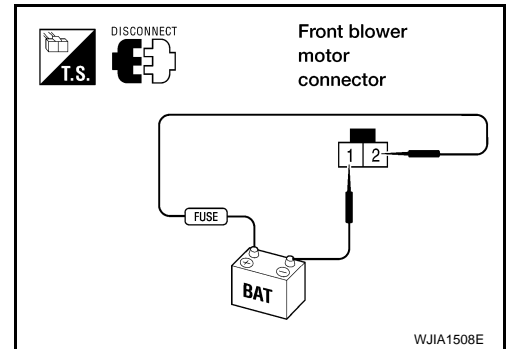 T.S.
DISCONNECT
Front blower
motor
connector
1 2
FUSE
+ −
BAT
WJIA1508E